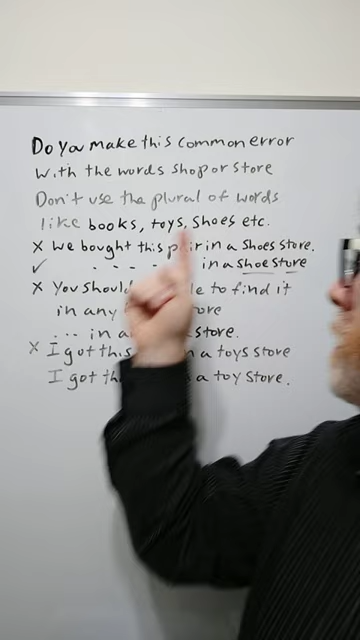 Do you make this common error
With the words shop or store
Don't use the plural of words
like books, toys, shoes etc.
x We bought this pair in a shoes store.
✓ - - - - - in a shoe store
x You should to find it
in any
... in a store.
x I got this in a toys store
I got a toy store.